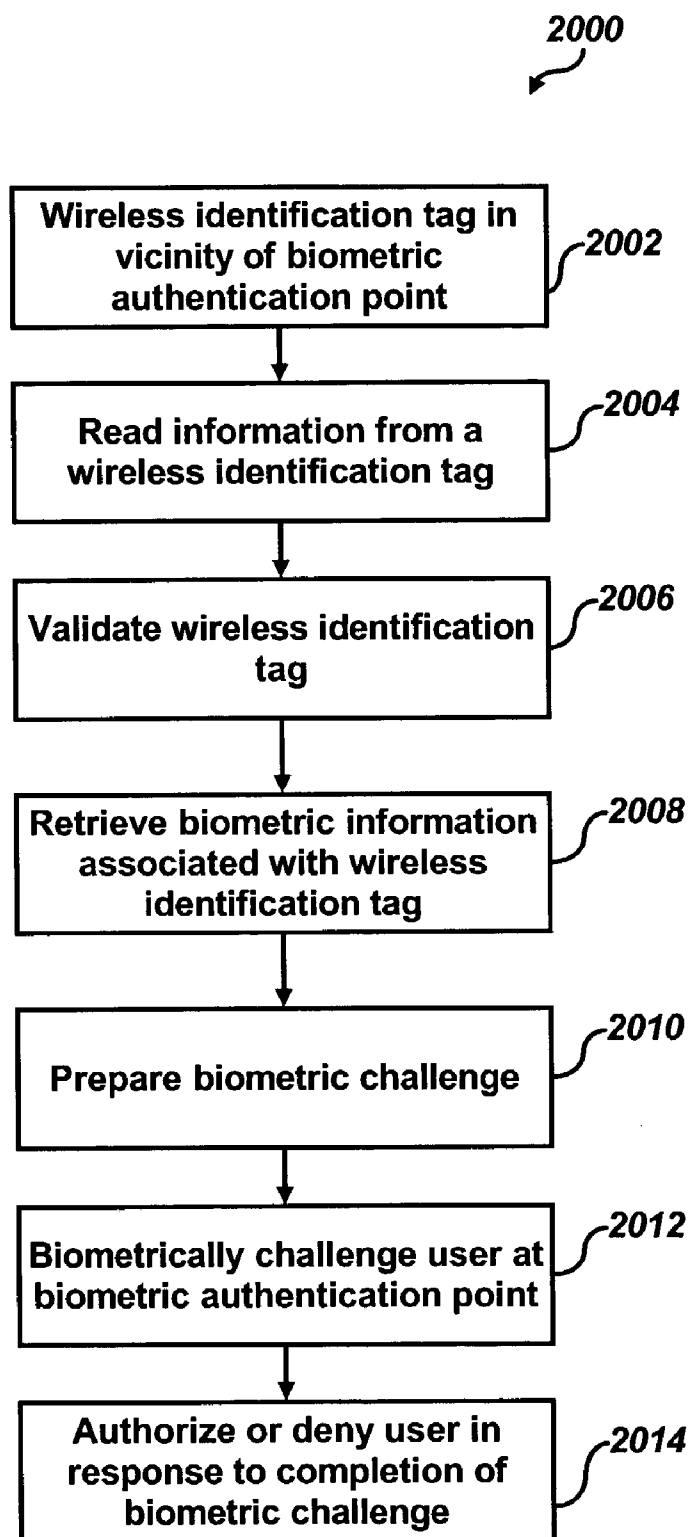 2000
Wireless identification tag in
vicinity of biometric
authentication point
2002
Read information from a
wireless identification tag
2004
Validate wireless identification
tag
2006
Retrieve biometric information
associated with wireless
identification tag
2008
Prepare biometric challenge
2010
Biometrically challenge user at
biometric authentication point
2012
Authorize or deny user in
response to completion of
biometric challenge
2014